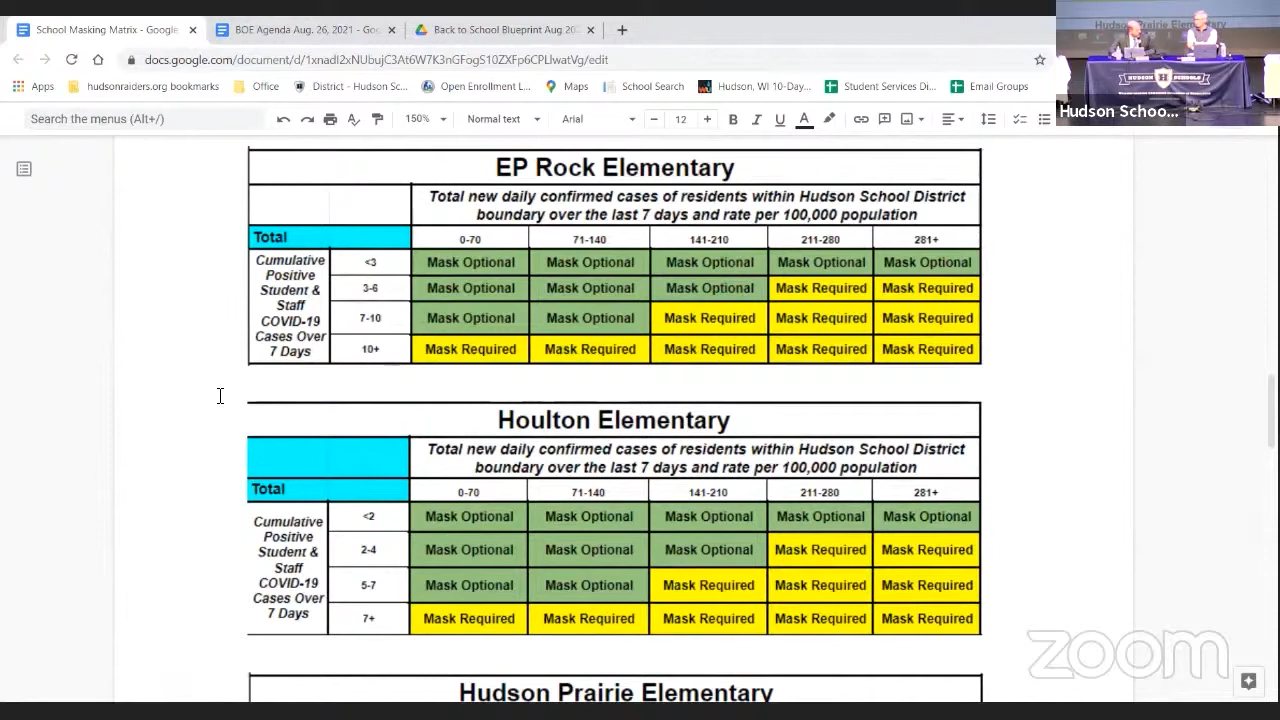 School Masking Matrix - Google
BOE Agenda Aug. 26, 2021 - Goog
Back to School Blueprint Aug 20
Apps
hudsonraiders.org bookmarks
Office
District - Hudson Sc...
Open
Maps
School Search
Hudson, WI 10-Day...
Student Services Di...
Email Groups
Hudson Prairie Elementary
HUDSON
SCHOOLS
Hudson Schoo...
Search the menus (Alt+/)
150%
Normal text
Arial
12
B
I
U
A
EP Rock Elementary
Total new daily confirmed cases of residents within Hudson School District
boundary over the last 7 days and rate per 100,000 population
Total
0-70
71-140
141-210
211-280
281+
Cumulative
Positive
Student &
Staff
COVID-19
Cases Over
7 Days
<3
Mask Optional
Mask Optional
Mask Optional
Mask Optional
Mask Optional
3-6
Mask Optional
Mask Optional
Mask Optional
Mask Required
Mask Required
7-10
Mask Optional
Mask Optional
Mask Required
Mask Required
Mask Required
10+
Mask Required
Mask Required
Mask Required
Mask Required
Mask Required
Houlton Elementary
Total new daily confirmed cases of residents within Hudson School District
boundary over the last 7 days and rate per 100,000 population
Total
0-70
71-140
141-210
211-280
281+
Cumulative
Positive
Student &
Staff
COVID-19
Cases Over
7 Days
<2
Mask Optional
Mask Optional
Mask Optional
Mask Optional
Mask Optional
2-4
Mask Optional
Mask Optional
Mask Optional
Mask Required
Mask Required
5-7
Mask Optional
Mask Optional
Mask Required
Mask Required
Mask Required
7+
Mask Required
Mask Required
Mask Required
Mask Required
Mask Required
Hudson Prairie Elementary
zoom